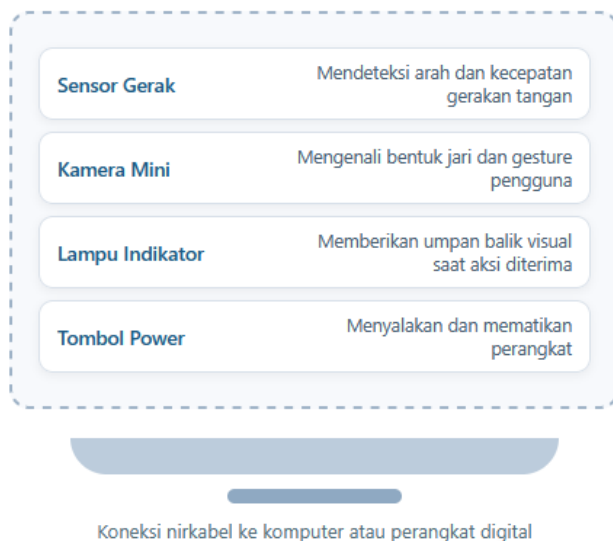 Sensor Gerak
Mendeteksi arah dan kecepatan
gerakan tangan
Kamera Mini
Mengenali bentuk jari dan gesture
pengguna
Lampu Indikator
Memberikan umpan balik visual
saat aksi diterima
Tombol Power
Menyalakan dan mematikan
perangkat
Koneksi nirkabel ke komputer atau perangkat digital